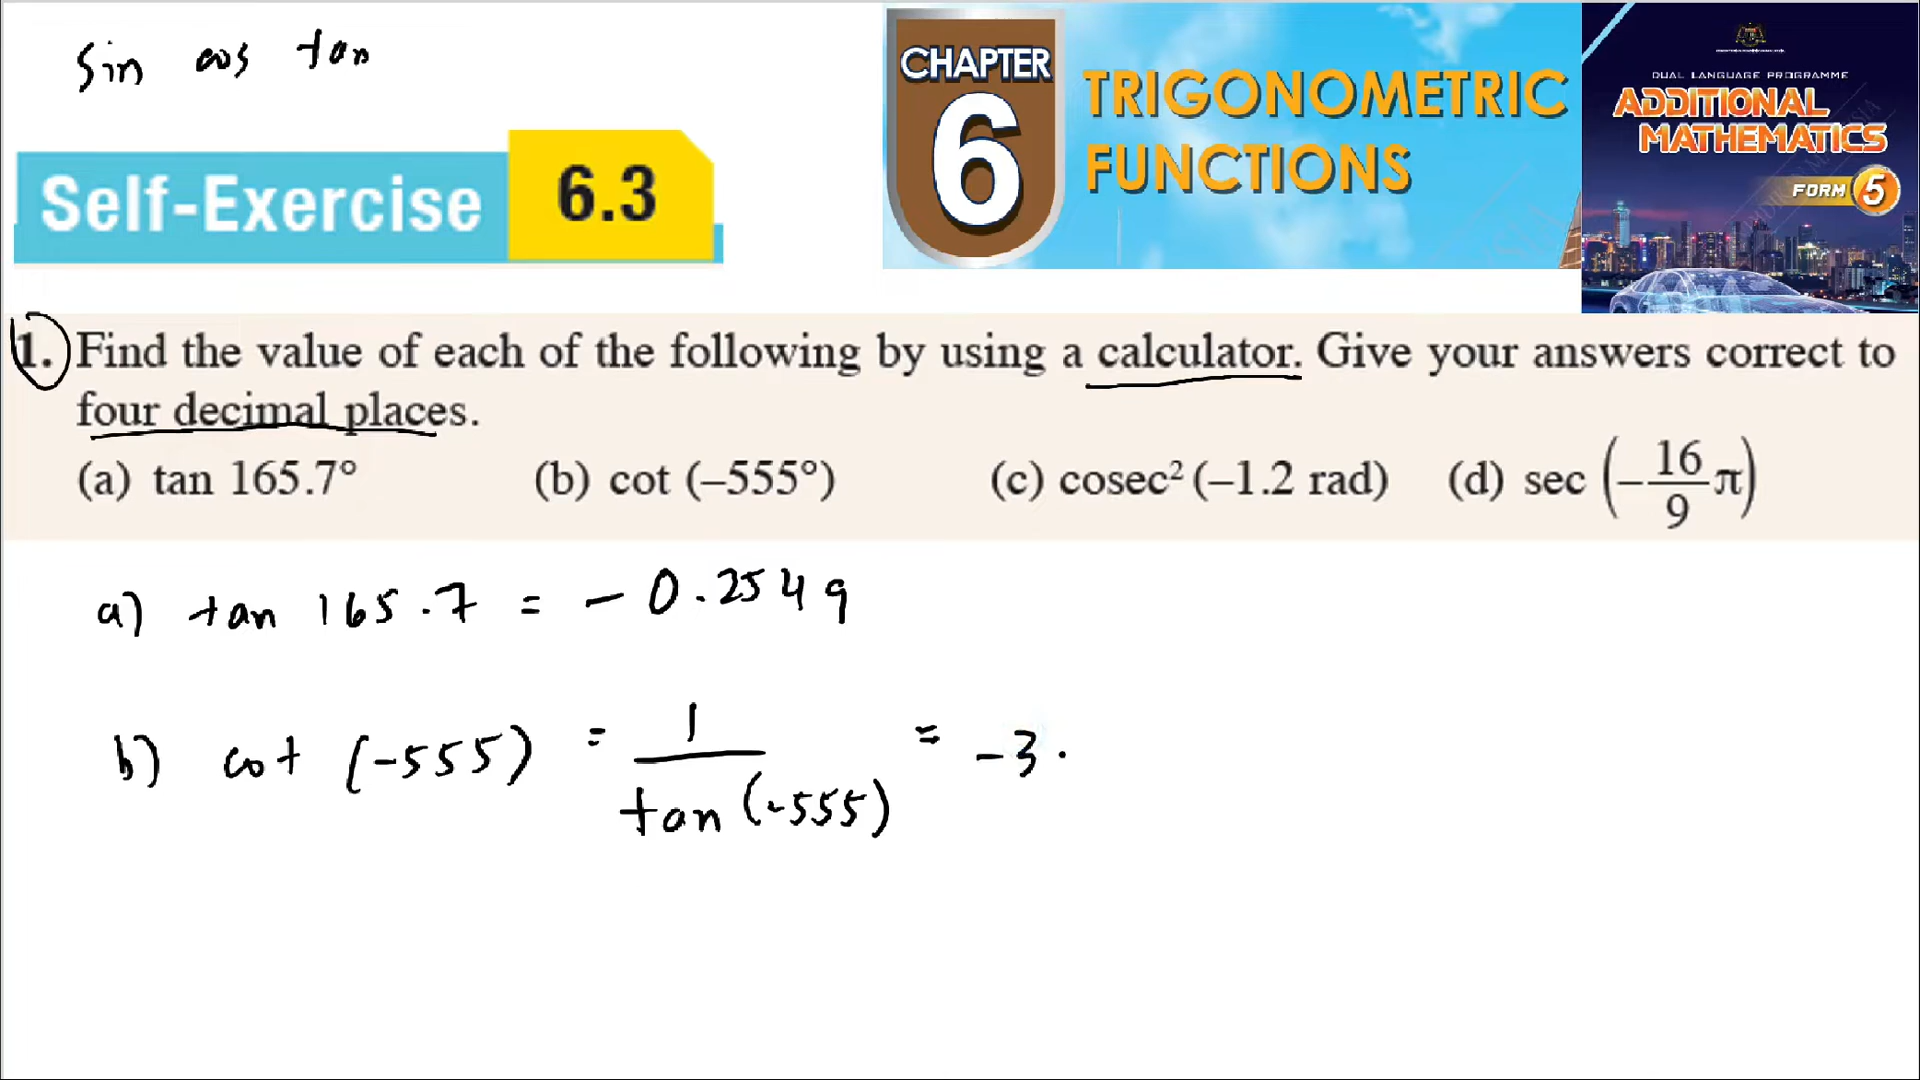 sin cos tan
CHAPTER
6
TRIGONOMETRIC
FUNCTIONS
DUAL LANGUAGE PROGRAMME
ADDITIONAL
MATHEMATICS
FORM 5
Self-Exercise 6.3
1. Find the value of each of the following by using a calculator. Give your answers correct to
four decimal places.
(a) tan 165.7° (b) cot (–555°) (c) cosec² (–1.2 rad) (d) sec (–16/9 π)
a) tan 165.7 = -0.2549
b) cot (-555) = 1/tan(-555) = -3.